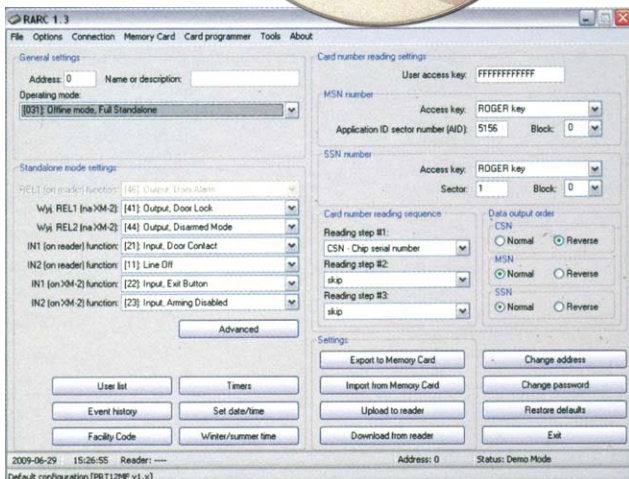 RARC 1.3
File Options Connection Memory Card Card programmer Tools About
General settings
Address: 0 Name or description:
Operating mode:
[031]: Offline mode, Full Standalone
Standalone mode settings
REL1 (on reader) function: [46]: Output, Alarm
Wyj. REL1 (na XM-2): [41]: Output, Door Lock
Wyj. REL2 (na XM-2): [44]: Output, Disarmed Mode
IN1 (on reader) function: [21]: Input, Door Contact
IN2 (on reader) function: [11]: Line Off
IN1 (on XM-2) function: [22]: Input, Exit Button
IN2 (on XM-2) function: [23]: Input, Arming Disabled
Advanced
User list Timers
Event history Set date/time
Facility Code Winter/summer time
Card number reading settings
User access key: FFFFFFFFFFFF
MSN number
Access key: ROGER key
Application ID sector number (AID): 5156 Block: 0
SSN number
Access key: ROGER key
Sector: 1 Block: 0
Card number reading sequence
Reading step #1:
CSN - Chip serial number
Reading step #2:
skip
Reading step #3:
skip
Data output order
CSN
Normal Reverse
MSN
Normal Reverse
SSN
Normal Reverse
Settings
Export to Memory Card Change address
Import from Memory Card Change password
Upload to reader Restore defaults
Download from reader Exit
2009-06-29 15:26:55 Reader: ---- Address: 0 Status: Demo Mode
Default configuration [PRT12MF v1.x]